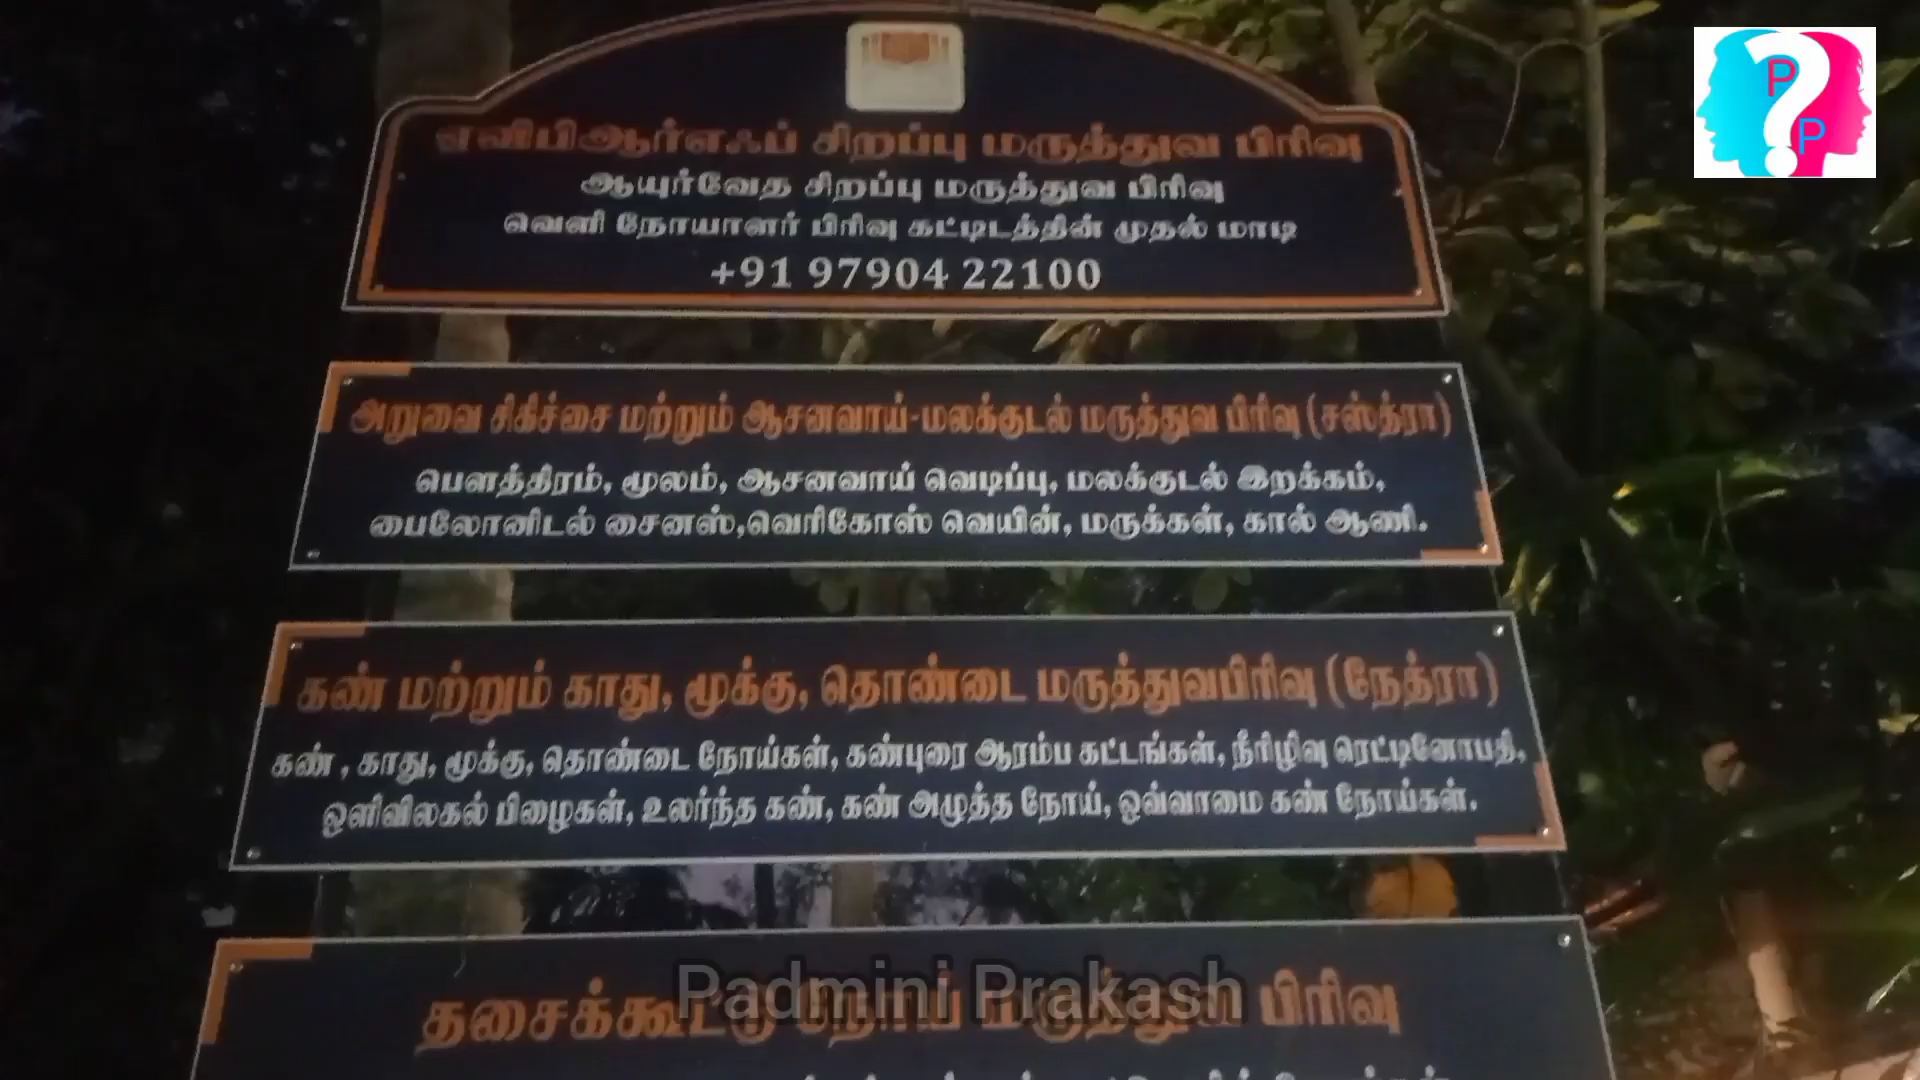 ஏவிபிஆர்எஃப் சிறப்பு மருத்துவ பிரிவு
ஆயுர்வேத சிறப்பு மருத்துவ பிரிவு
வெளி நோயாளர் பிரிவு கட்டிடத்தின் முதல் மாடி
+91 97904 22100
அறுவை சிகிச்சை மற்றும் ஆசனவாய்-மலக்குடல் மருத்துவ பிரிவு (சஸ்த்ரா)
பௌத்திரம், மூலம், ஆசனவாய் வெடிப்பு, மலக்குடல் இறக்கம்,
பைலோனிடல் சைனஸ்,வெரிகோஸ் வெயின், மருக்கள், கால் ஆணி.
கண் மற்றும் காது, மூக்கு, தொண்டை மருத்துவபிரிவு (நேத்ரா)
கண் , காது, மூக்கு, தொண்டை நோய்கள், கண்புரை ஆரம்ப கட்டங்கள், நீரிழிவு ரெட்டினோபதி,
ஒளிவிலகல் பிழைகள், உலர்ந்த கண், கண் அழுத்த நோய், ஒவ்வாமை கண் நோய்கள்.
தசைக்கூட்டு நோய் மருத்துவ பிரிவு
Padmini Prakash
P ? P